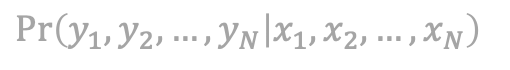 Pr(y₁, y₂, ..., y_N|x₁, x₂, ..., x_N)